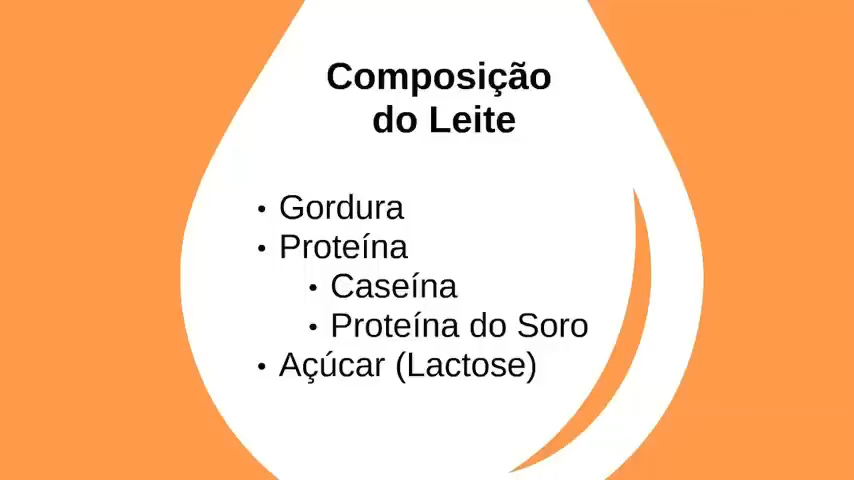 Composição
do Leite
• Gordura
• Proteína
• Caseína
• Proteína do Soro
• Açúcar (Lactose)